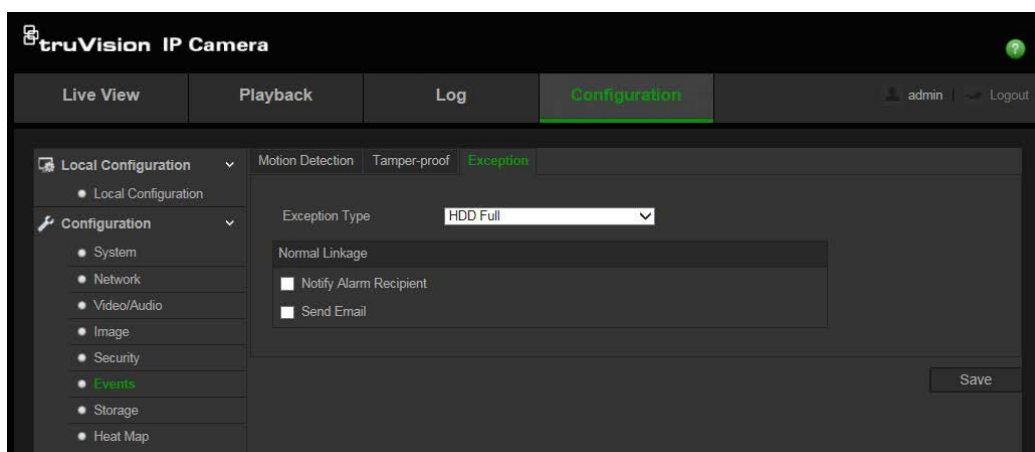 truVision IP Camera
?
Live View Playback Log Configuration admin | Logout
Local Configuration
Local Configuration
Configuration
System
Network
Video/Audio
Image
Security
Events
Storage
Heat Map
Motion Detection Tamper-proof Exception
Exception Type HDD Full
Normal Linkage
Notify Alarm Recipient
Send Email
Save